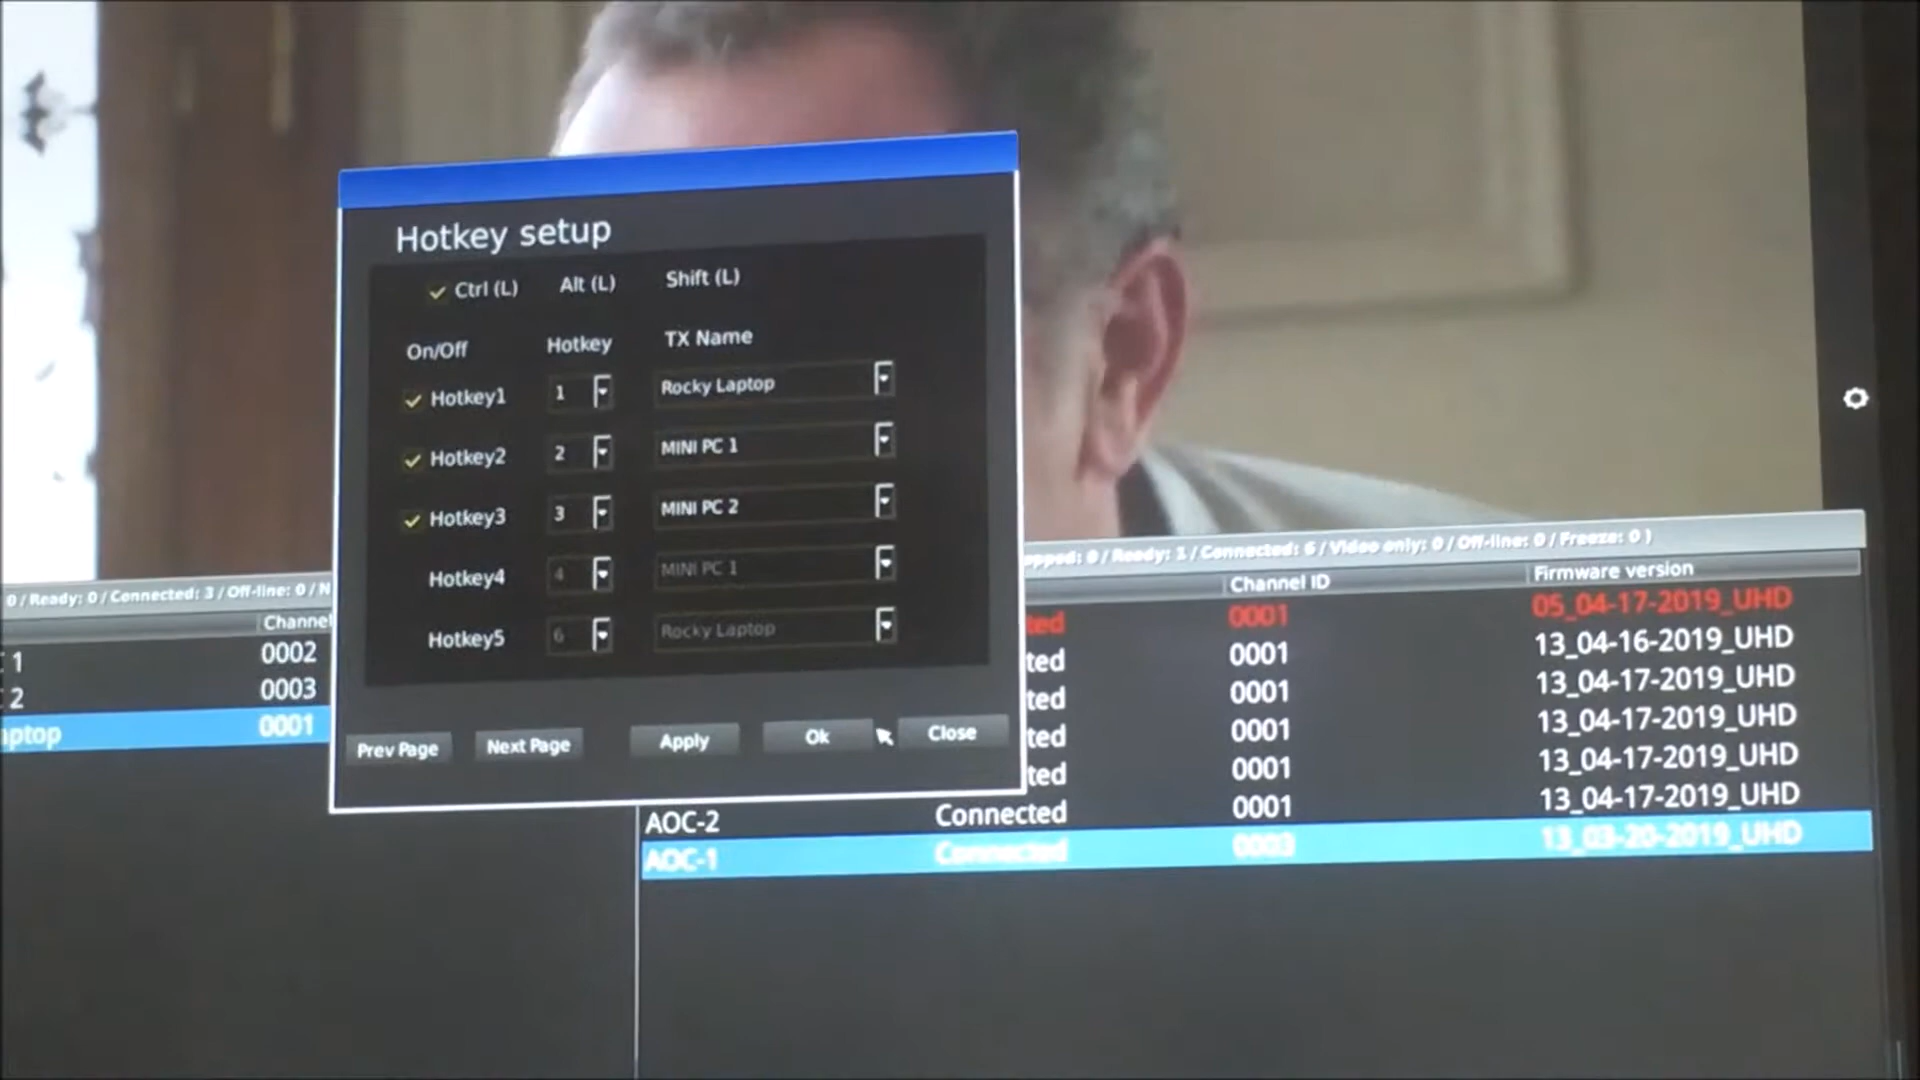 Hotkey setup
Ctrl (L) Alt (L) Shift (L)
On/Off Hotkey TX Name
Hotkey1 1 Rocky Laptop
Hotkey2 2 MINI PC 1
Hotkey3 3 MINI PC 2
Hotkey4 4 MINI PC 1
Hotkey5 6 Rocky Laptop
Prev Page Next Page Apply Ok Close
0 / Ready: 0 / Connected: 3 / Off-line: 0 / N
Channel
1 0002
2 0003
aptop 0001
opped: 0 / Ready: 1 / Connected: 6 / Video only: 0 / Off-line: 0 / Freeze: 0 )
Channel ID Firmware version
ted 0001 05_04-17-2019_UHD
ted 0001 13_04-16-2019_UHD
ted 0001 13_04-17-2019_UHD
ted 0001 13_04-17-2019_UHD
ted 0001 13_04-17-2019_UHD
AOC-2 Connected 0001 13_04-17-2019_UHD
AOC-1 Connected 0003 13_03-20-2019_UHD